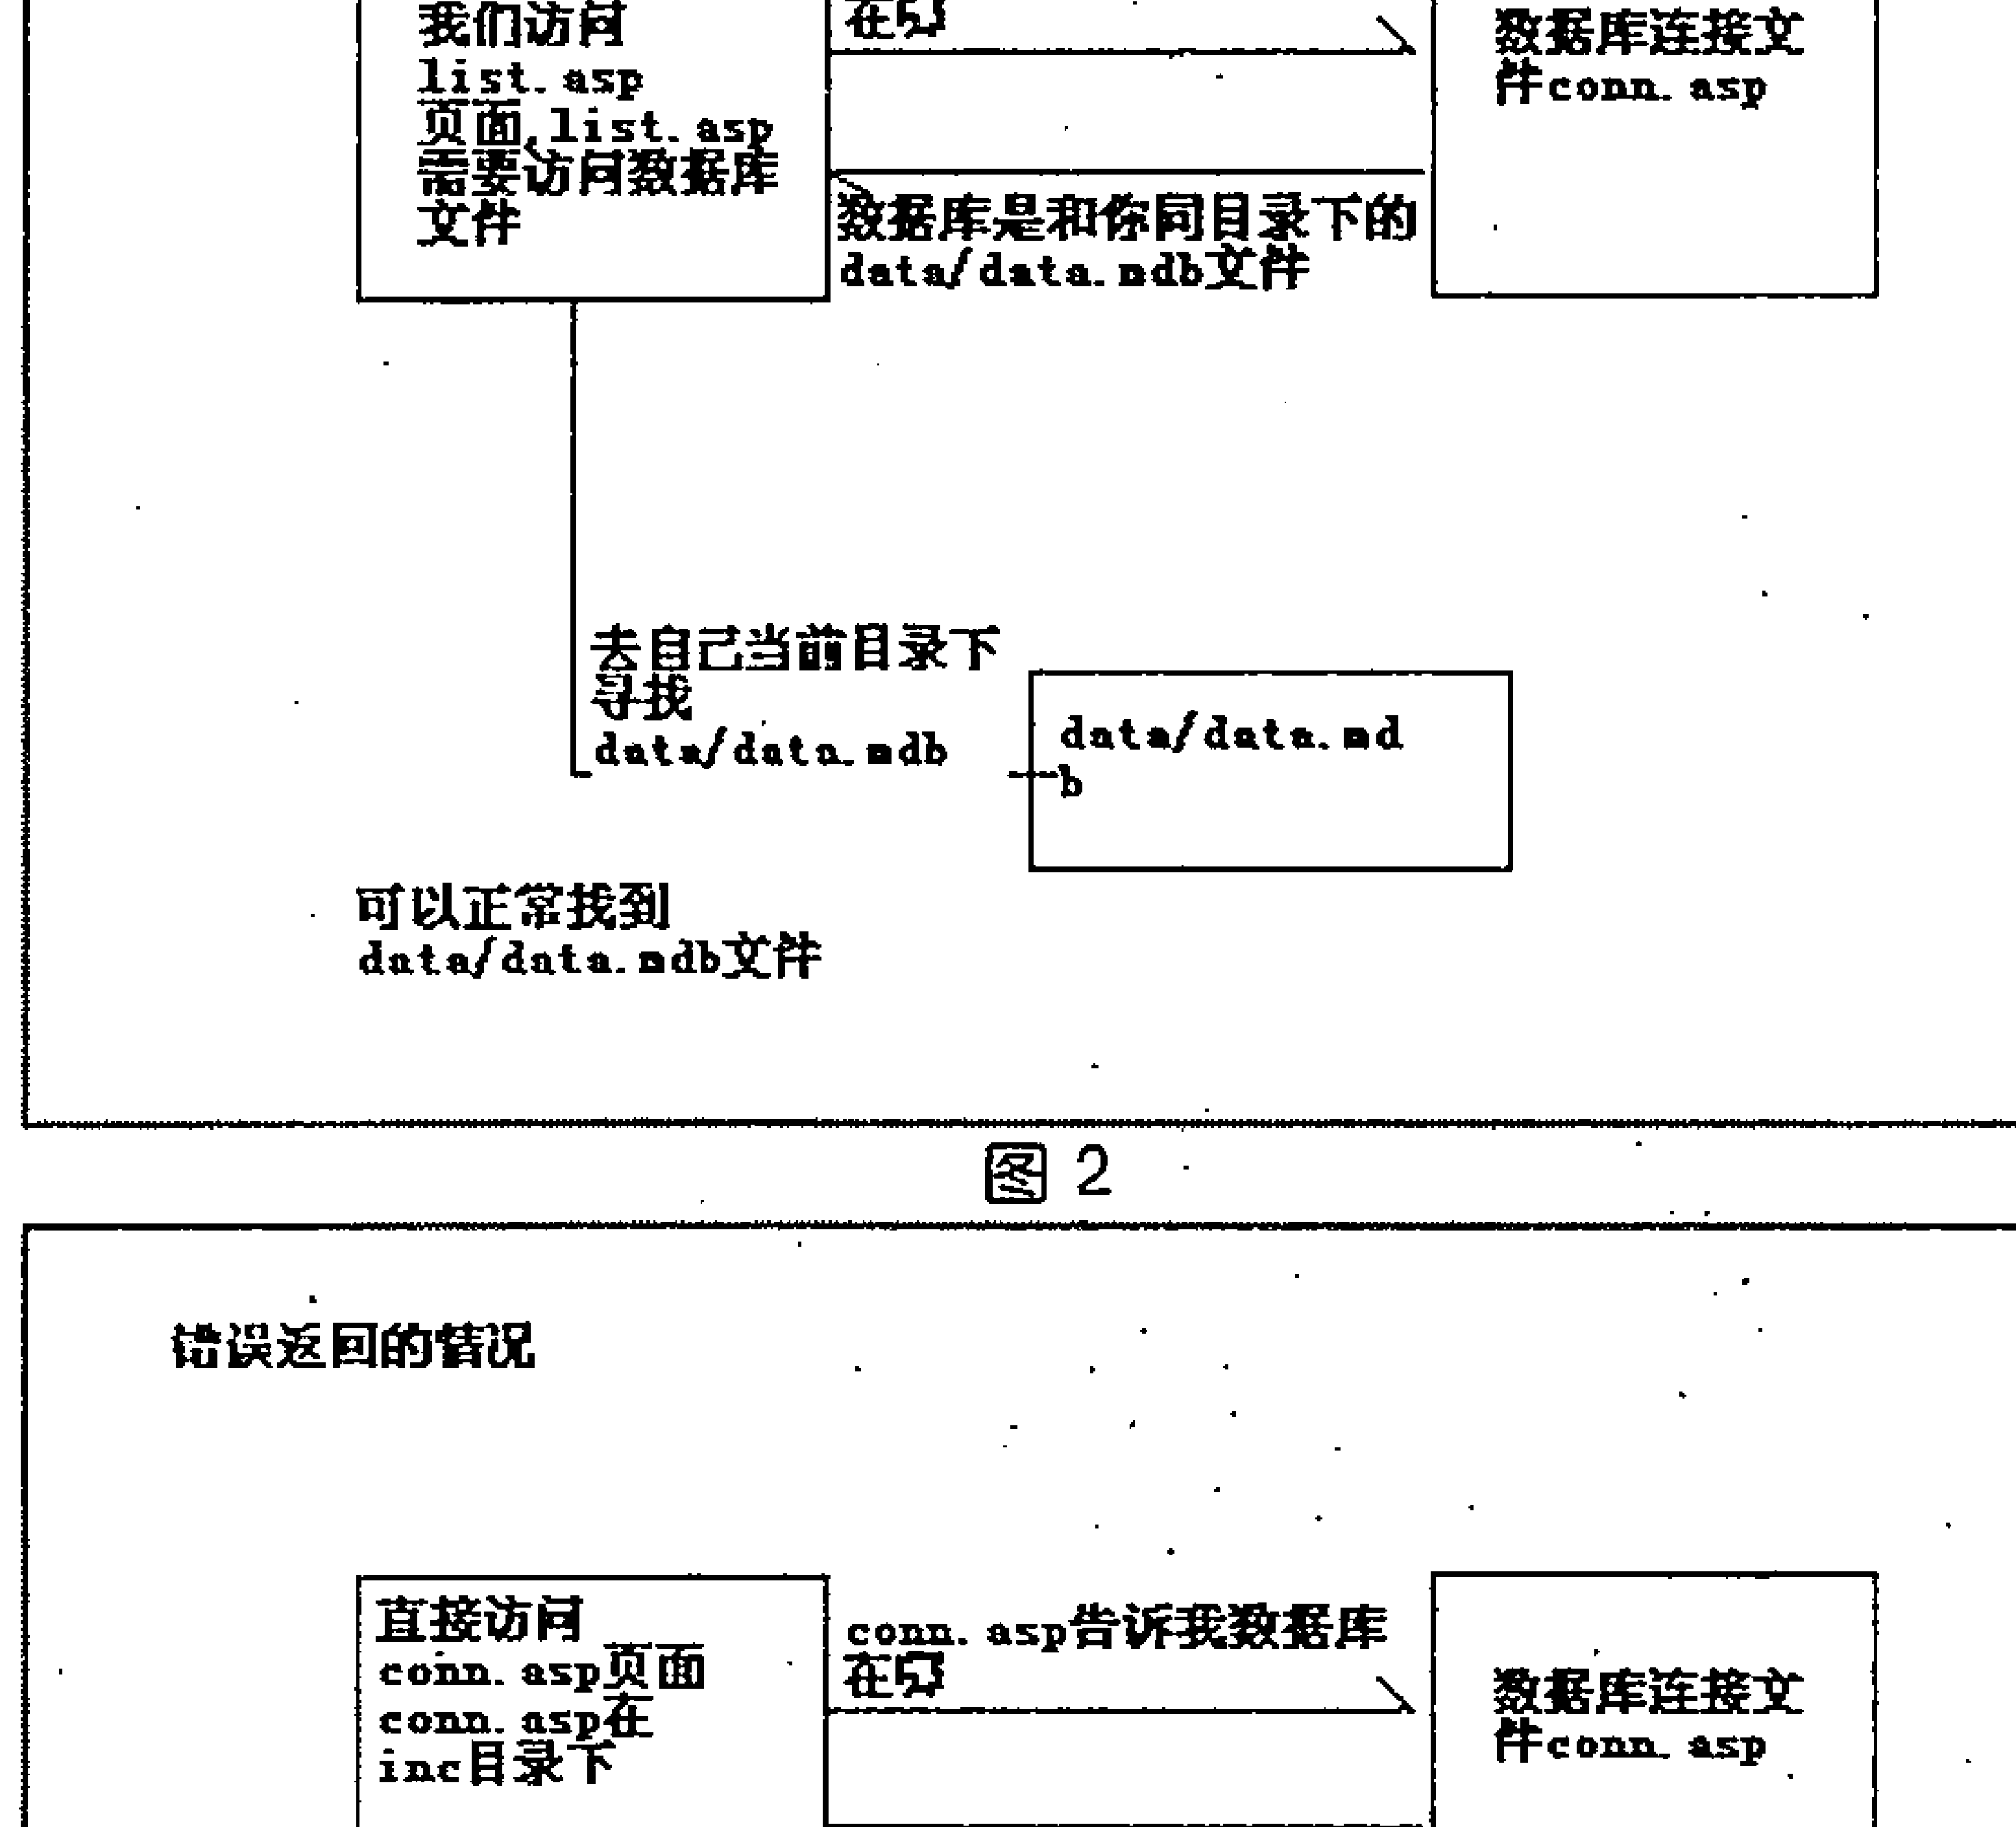 我们访问
list.asp
页面,list.asp
需要访问数据库
文件
在
数据库连接文
件conn.asp
数据库是和你同目录下的
data/data.mdb文件
去自己当前目录下
寻找
data/data.mdb
data/data.md
b
可以正常找到
data/data.mdb文件
图 2
错误返回的情况
直接访问
conn.asp页面
conn.asp在
inc目录下
conn.asp告诉我数据库
在
数据库连接文
件conn.asp